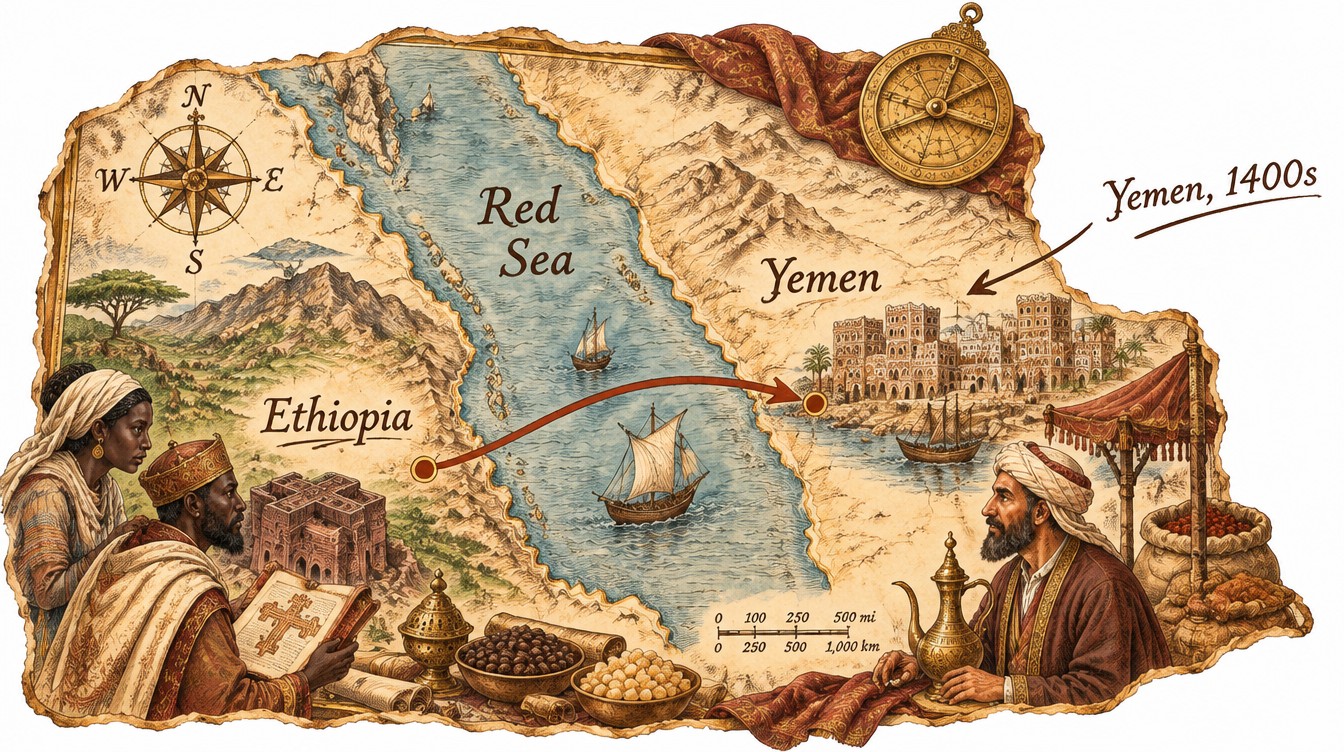 N
W E
S
Red
Sea
Yemen
Yemen, 1400s
Ethiopia
0 100 250 500 mi
0 250 500 1,000 km